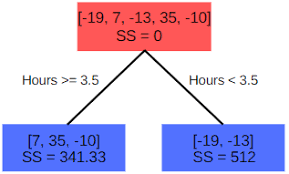 [-19, 7, -13, 35, -10]
SS = 0
Hours >= 3.5
Hours < 3.5
[7, 35, -10]
SS = 341.33
[-19, -13]
SS = 512